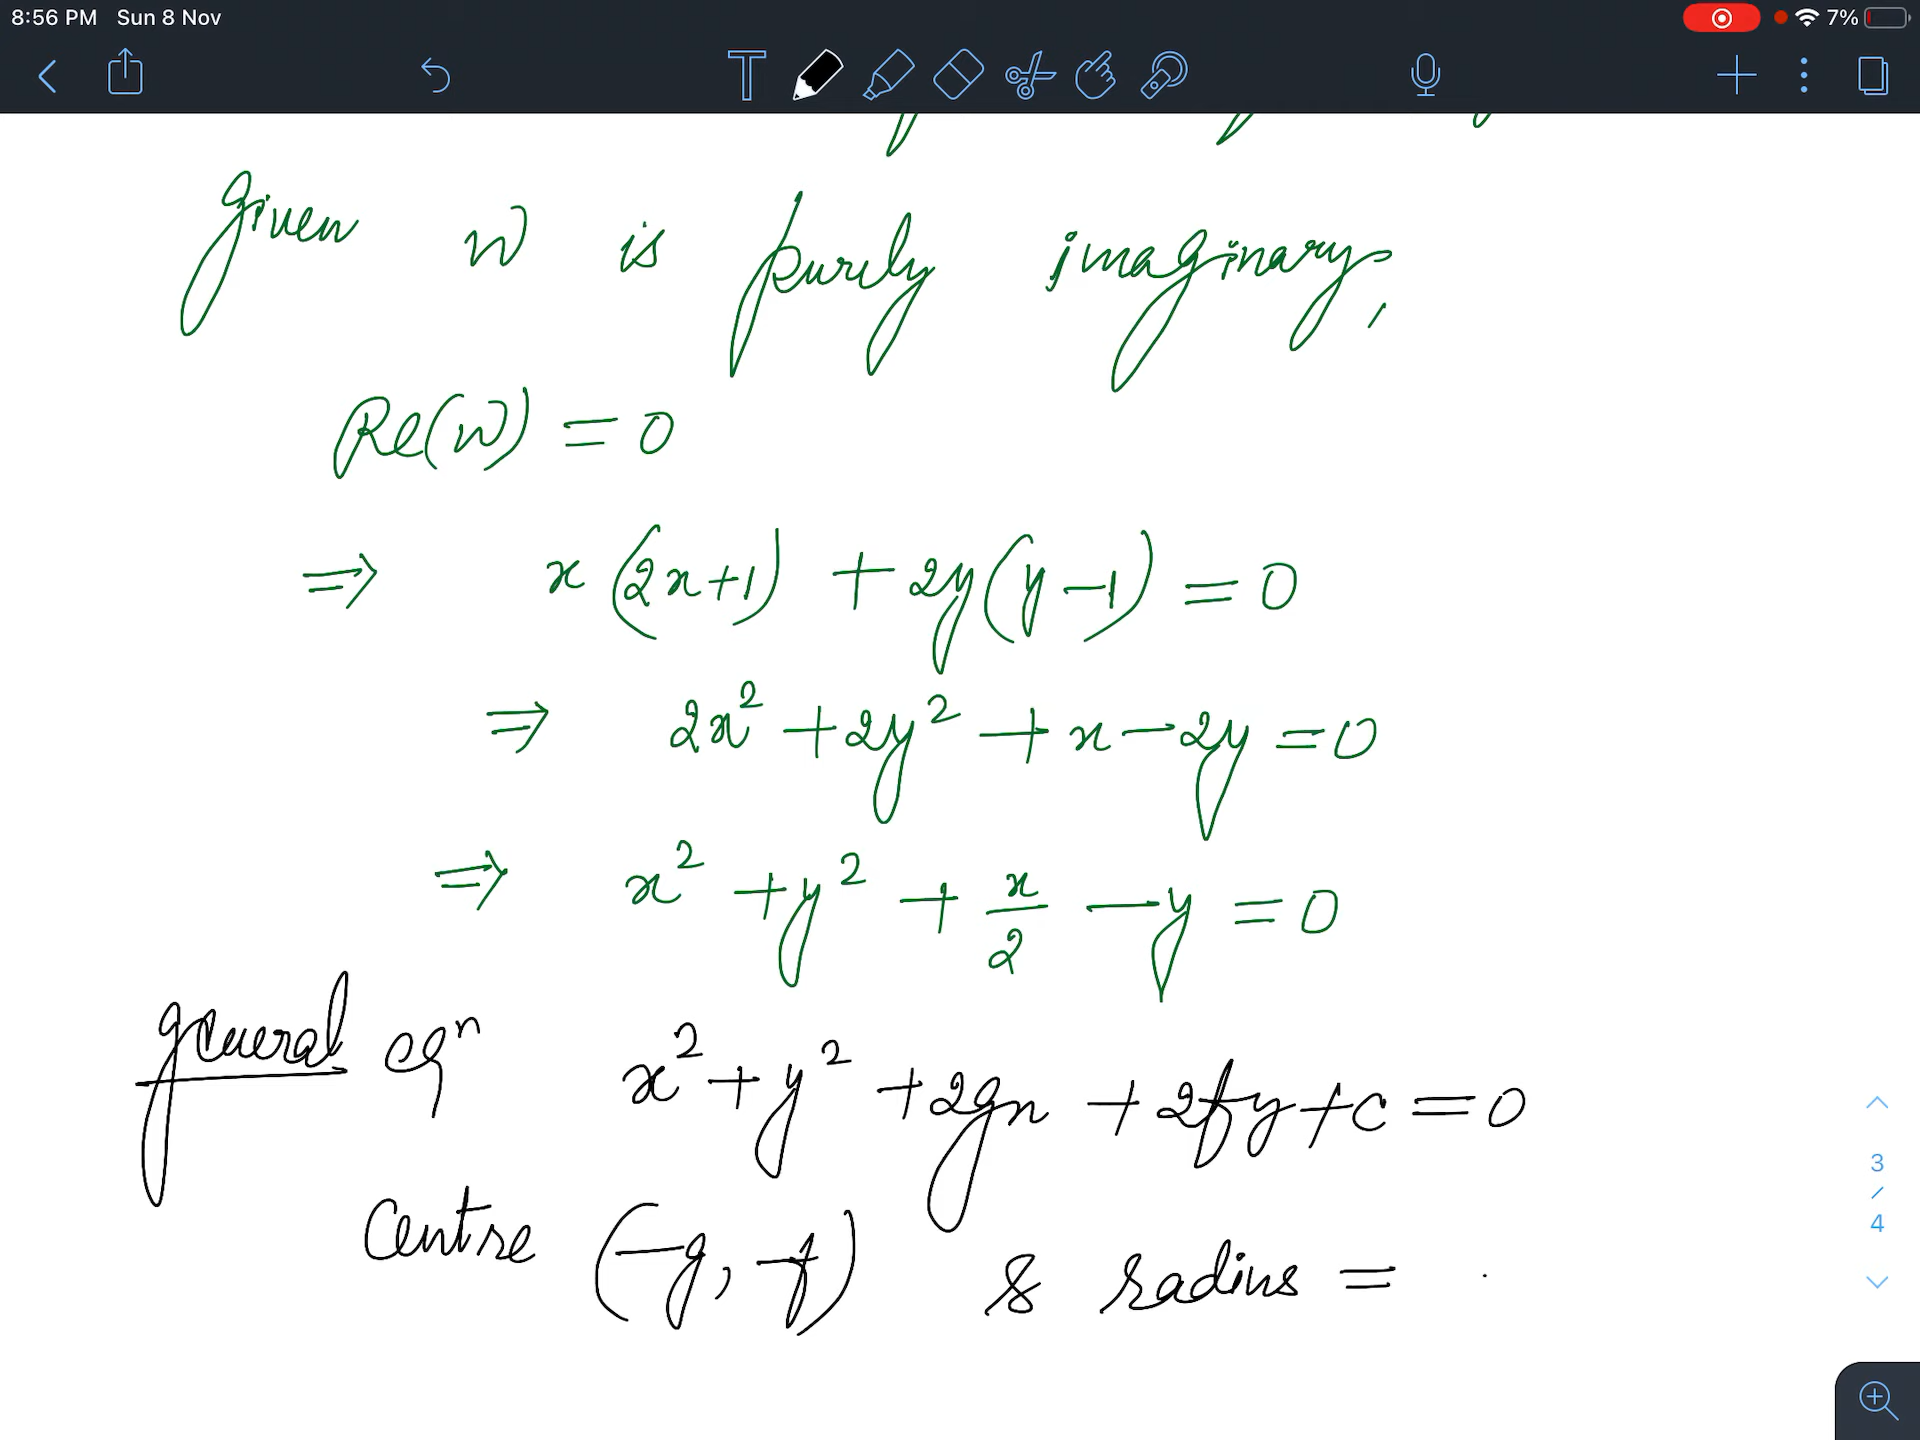 8:56 PM Sun 8 Nov
7%
T
given W is purely imaginary,
Re(W) = 0
⇒ x(2x+1) + 2y(y-1) = 0
⇒ 2x² + 2y² + x - 2y = 0
⇒ x² + y² + x/2 - y = 0
general eqⁿ x² + y² + 2gx + 2fy + c = 0
Centre (-g, -f) & radius =
3
/
4